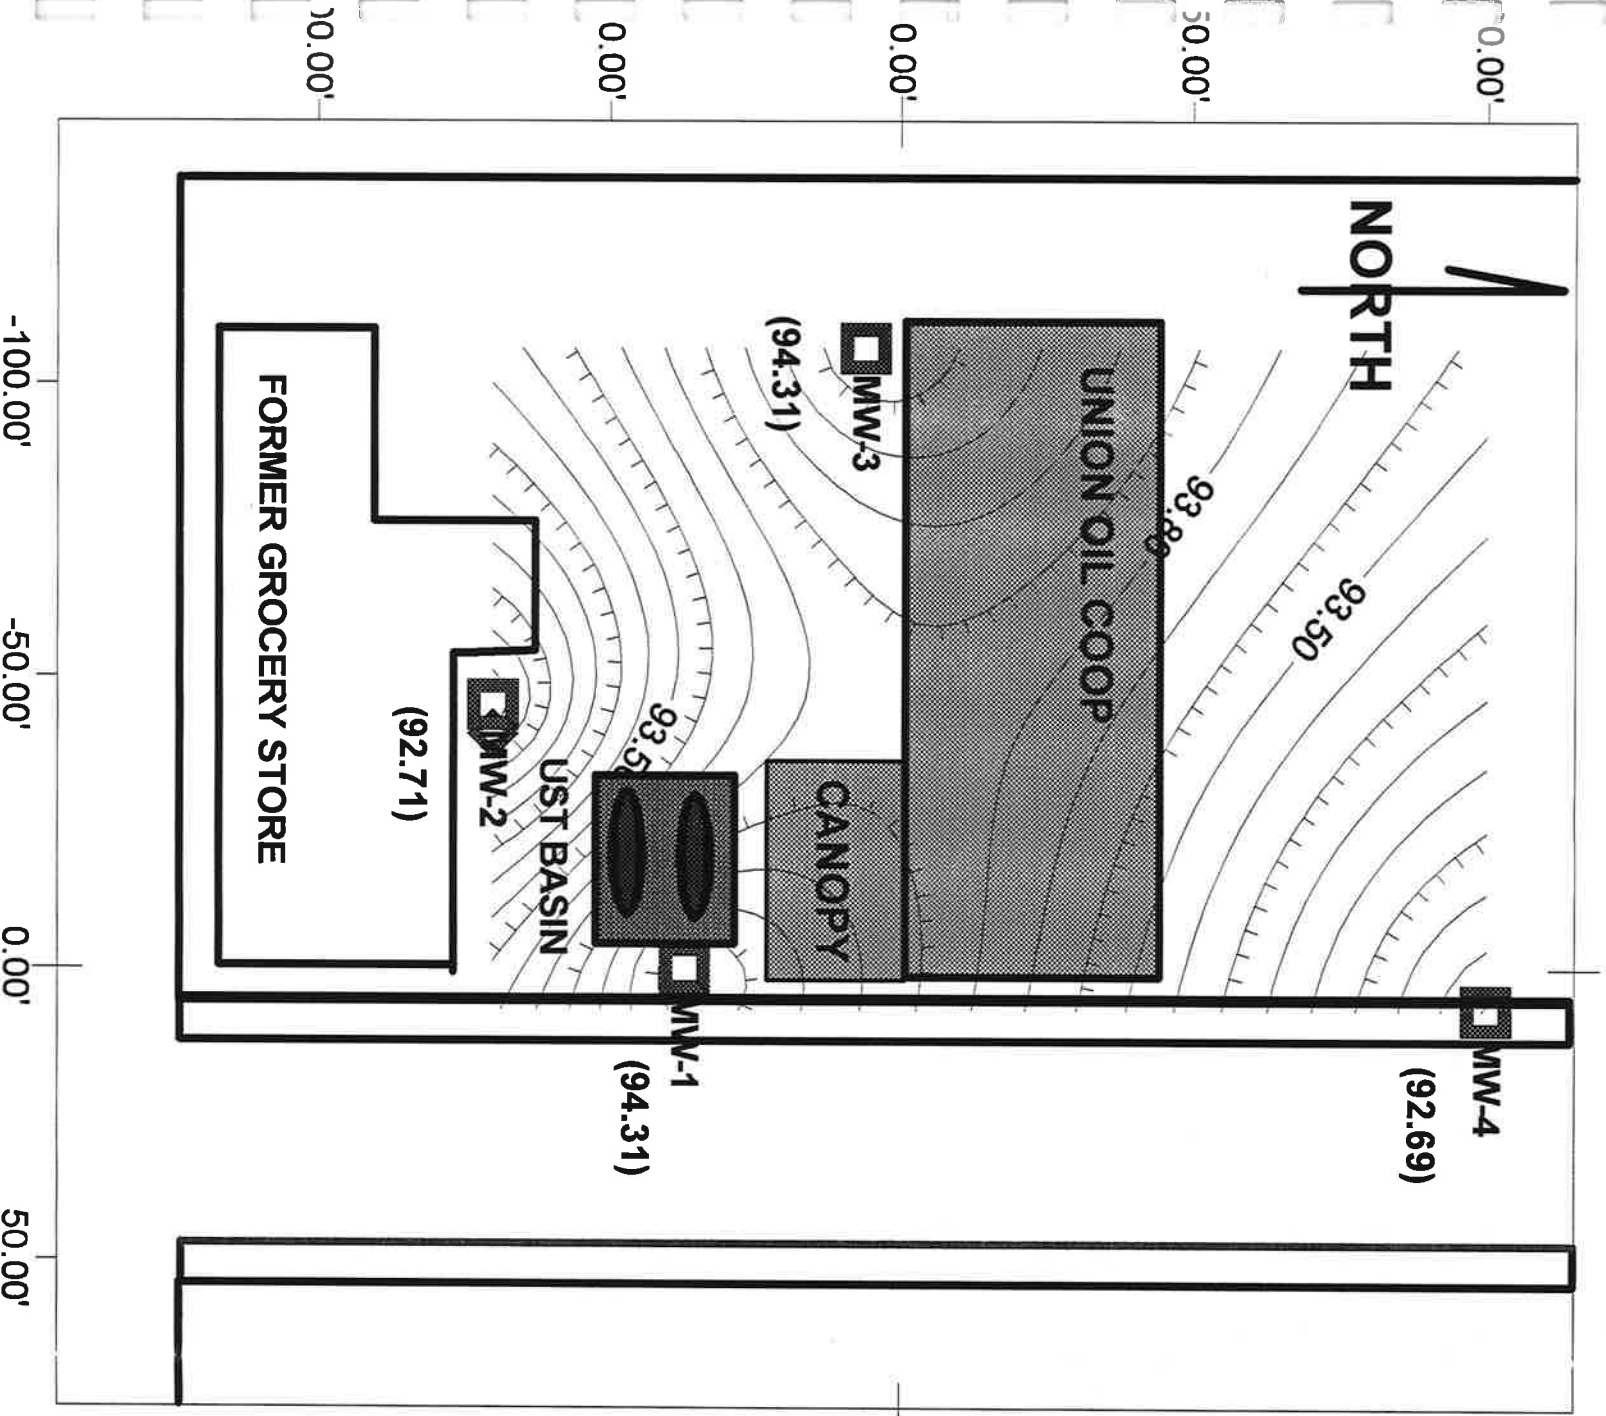 NORTH
UNION OIL COOP
CANOPY
UST BASIN
FORMER GROCERY STORE
MW-3
(94.31)
MW-2
(92.71)
MW-1
(94.31)
MW-4
(92.69)
93.50
93.50
-100.00'
-50.00'
0.00'
50.00'
0.00'